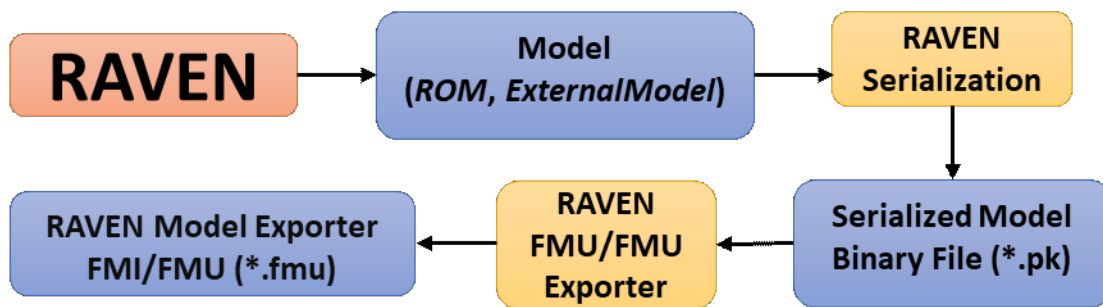 RAVEN
Model
(ROM, ExternalModel)
RAVEN
Serialization
Serialized Model
Binary File (*.pk)
RAVEN
FMU/FMU
Exporter
RAVEN Model Exporter
FMI/FMU (*.fmu)